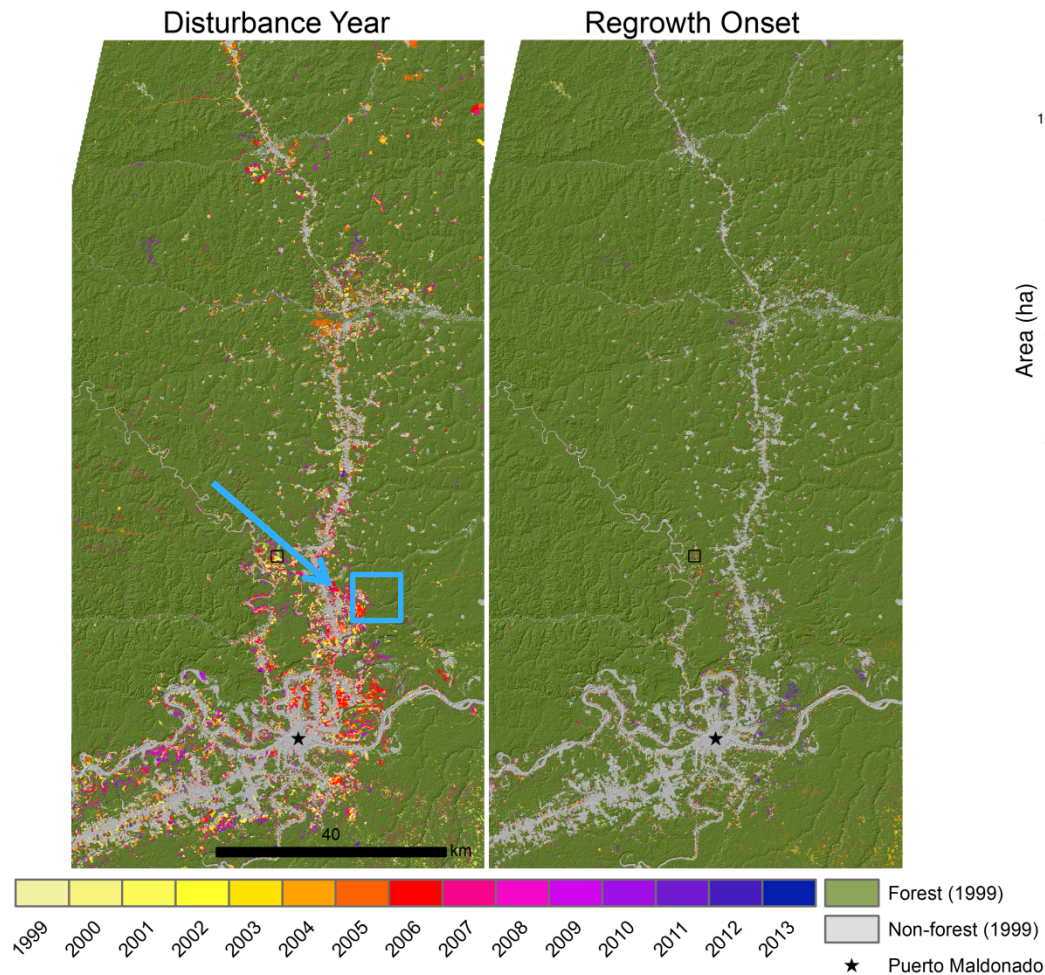 Disturbance Year
Regrowth Onset
1
Area (ha)
40
km
1999
2000
2001
2002
2003
2004
2005
2006
2007
2008
2009
2010
2011
2012
2013
Forest (1999)
Non-forest (1999)
Puerto Maldonado